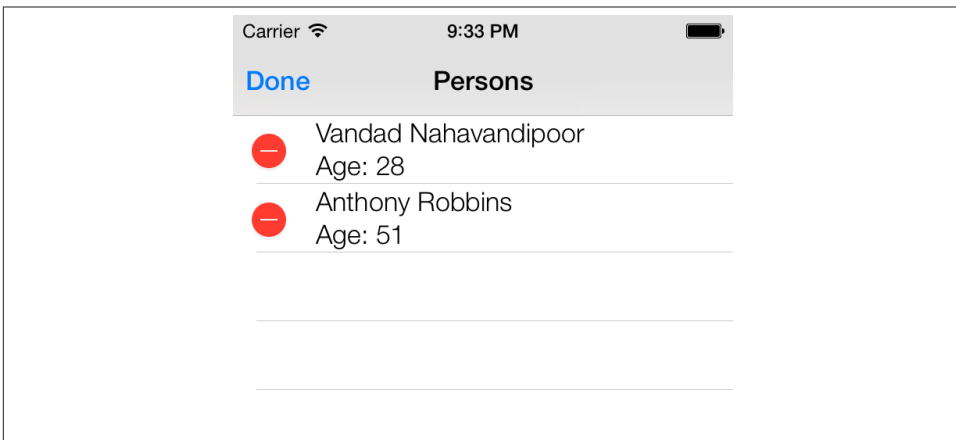 Carrier 9:33 PM
Done Persons
Vandad Nahavandipoor
Age: 28
Anthony Robbins
Age: 51